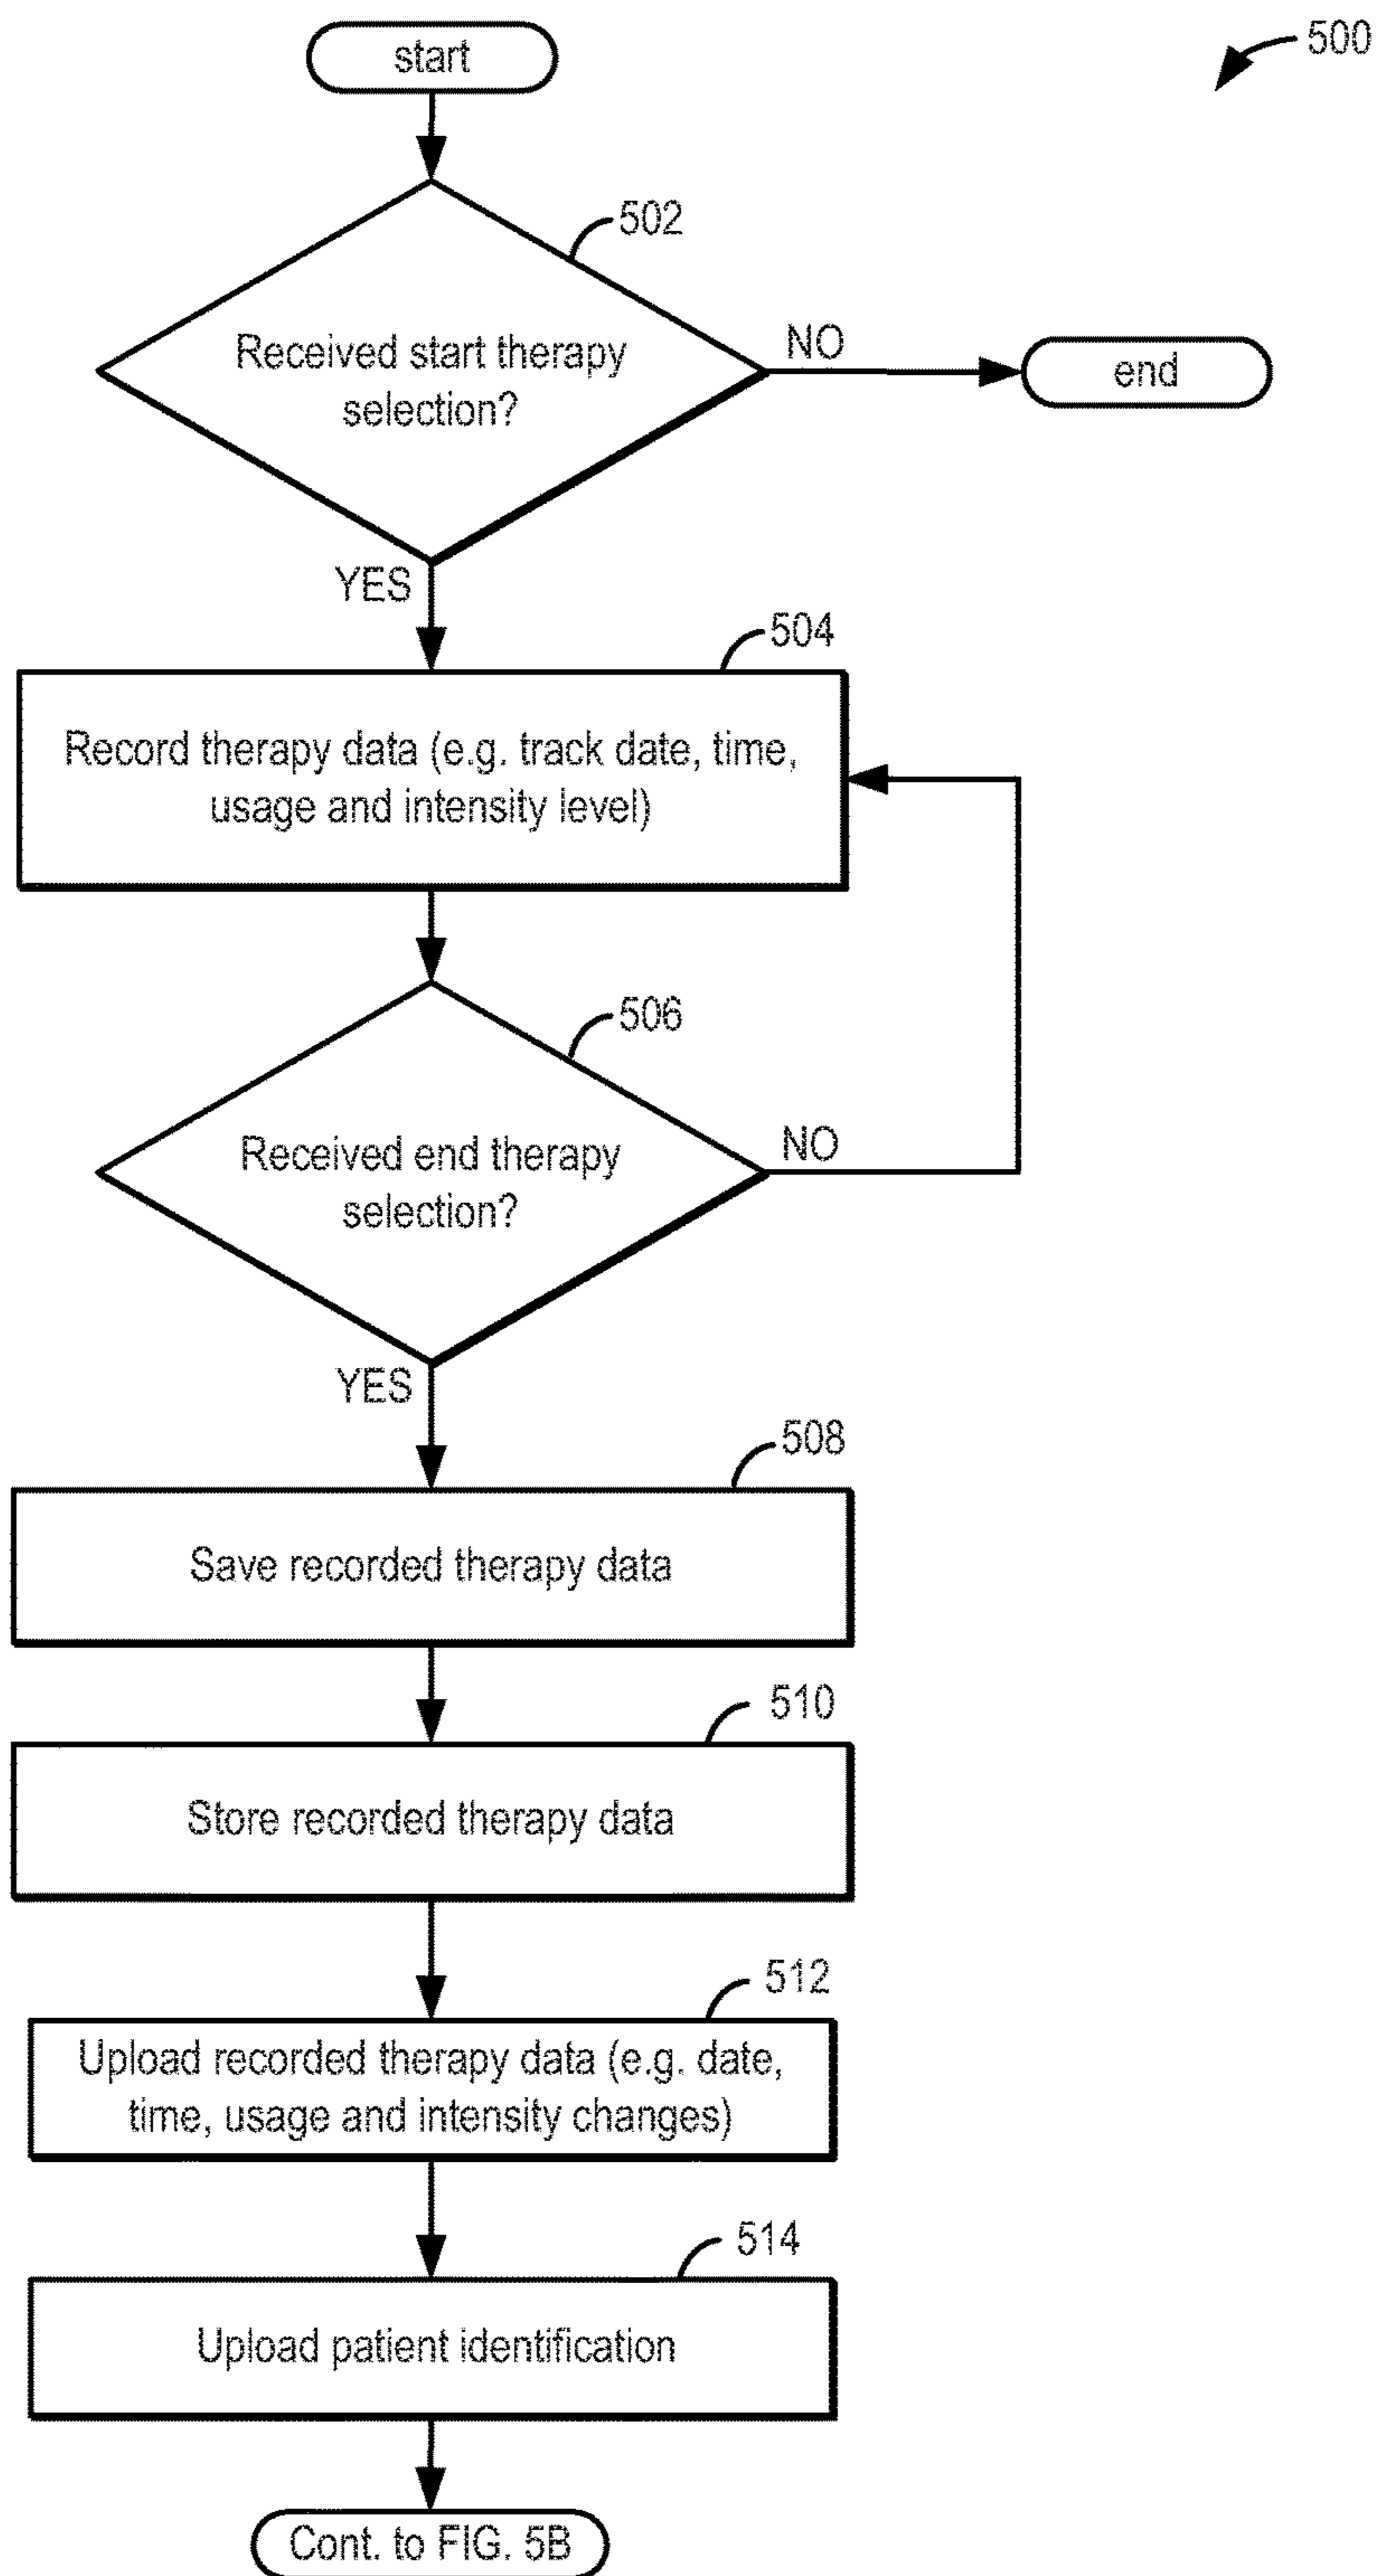 start
500
502
Received start therapy
selection?
NO
end
YES
504
Record therapy data (e.g. track date, time,
usage and intensity level)
506
Received end therapy
selection?
NO
YES
508
Save recorded therapy data
510
Store recorded therapy data
512
Upload recorded therapy data (e.g. date,
time, usage and intensity changes)
514
Upload patient identification
Cont. to FIG. 5B